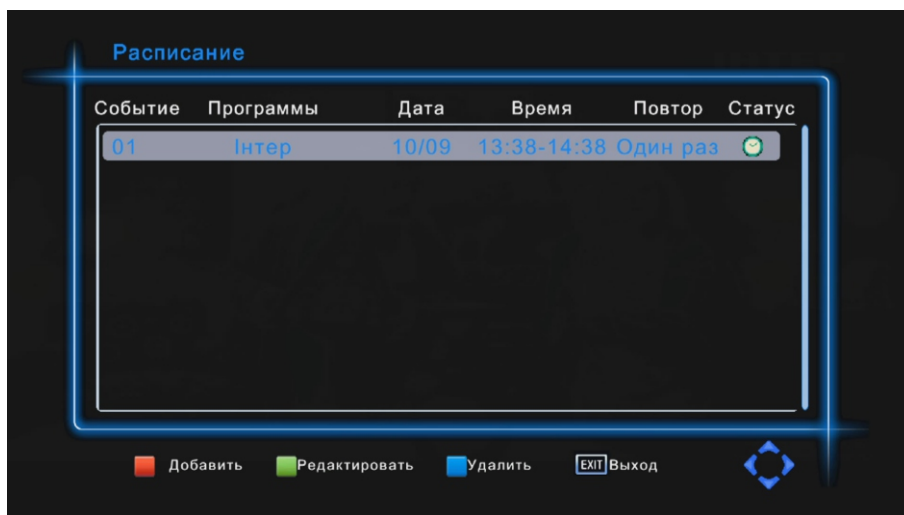 Расписание
Событие Программы Дата Время Повтор Статус
01 Інтер 10/09 13:38-14:38 Один раз
Добавить Редактировать Удалить EXIT Выход